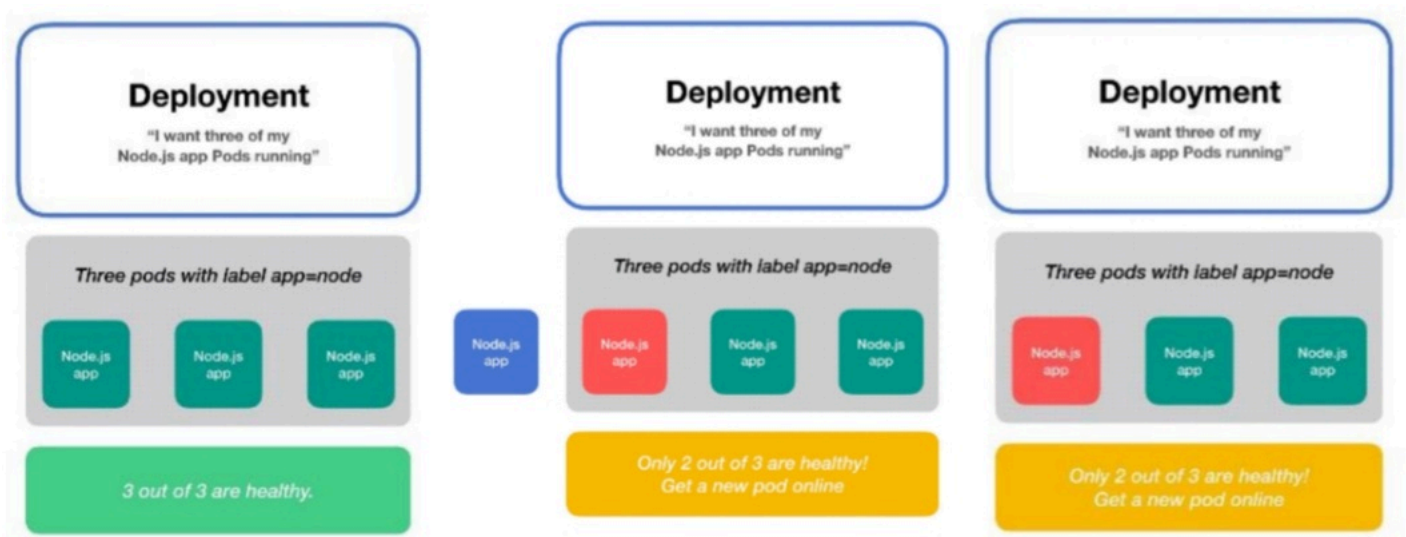 Deployment
“I want three of my
Node.js app Pods running”
Three pods with label app=node
Node.js
app
Node.js
app
Node.js
app
3 out of 3 are healthy.
Node.js
app
Deployment
“I want three of my
Node.js app Pods running”
Three pods with label app=node
Node.js
app
Node.js
app
Node.js
app
Only 2 out of 3 are healthy!
Get a new pod online
Deployment
“I want three of my
Node.js app Pods running”
Three pods with label app=node
Node.js
app
Node.js
app
Node.js
app
Only 2 out of 3 are healthy!
Get a new pod online